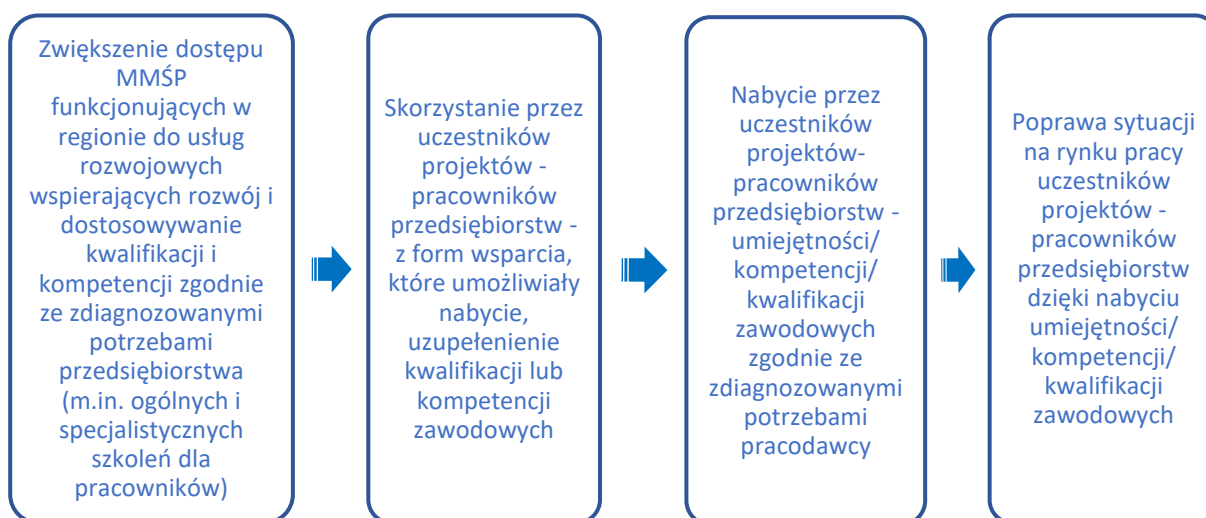 Zwiększenie dostępu
MMŚP
funkcjonujących w
regionie do usług
rozwojowych
wspierających rozwój i
dostosowywanie
kwalifikacji i
kompetencji zgodnie
ze zdiagnozowanymi
potrzebami
przedsiębiorstwa
(m.in. ogólnych i
specjalistycznych
szkoleń dla
pracowników)
Skorzystanie przez
uczestników
projektów -
pracowników
przedsiębiorstw -
z form wsparcia,
które umożliwiały
nabycie,
uzupełenienie
kwalifikacji lub
kompetencji
zawodowych
Nabycie przez
uczestników
projektów-
pracowników
przedsiębiorstw -
umiejętności/
kompetencji/
kwalifikacji
zawodowych
zgodnie ze
zdiagnozowanymi
potrzebami
pracodawcy
Poprawa sytuacji
na rynku pracy
uczestników
projektów -
pracowników
przedsiębiorstw
dzięki nabyciu
umiejętności/
kompetencji/
kwalifikacji
zawodowych